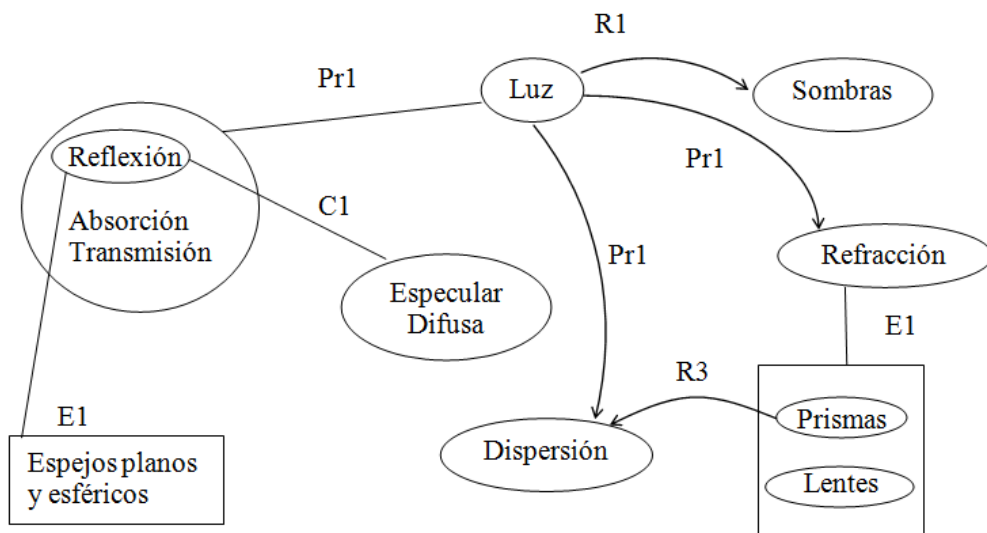 R1
Pr1
Luz
Sombras
Reflexión
Pr1
C1
Absorción
Transmisión
Refracción
Pr1
Especular
Difusa
E1
R3
E1
Prismas
Dispersión
Espejos planos
y esféricos
Lentes